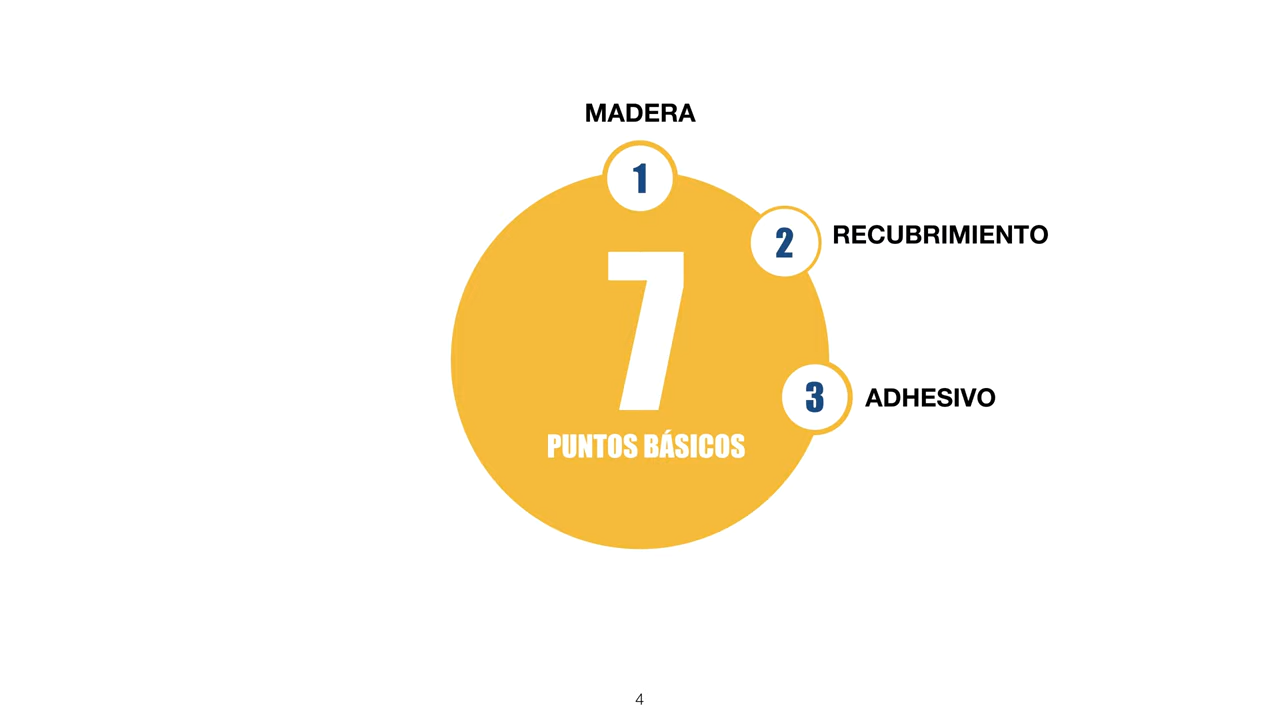 MADERA
1
2
RECUBRIMIENTO
7
3
ADHESIVO
PUNTOS BÁSICOS
4